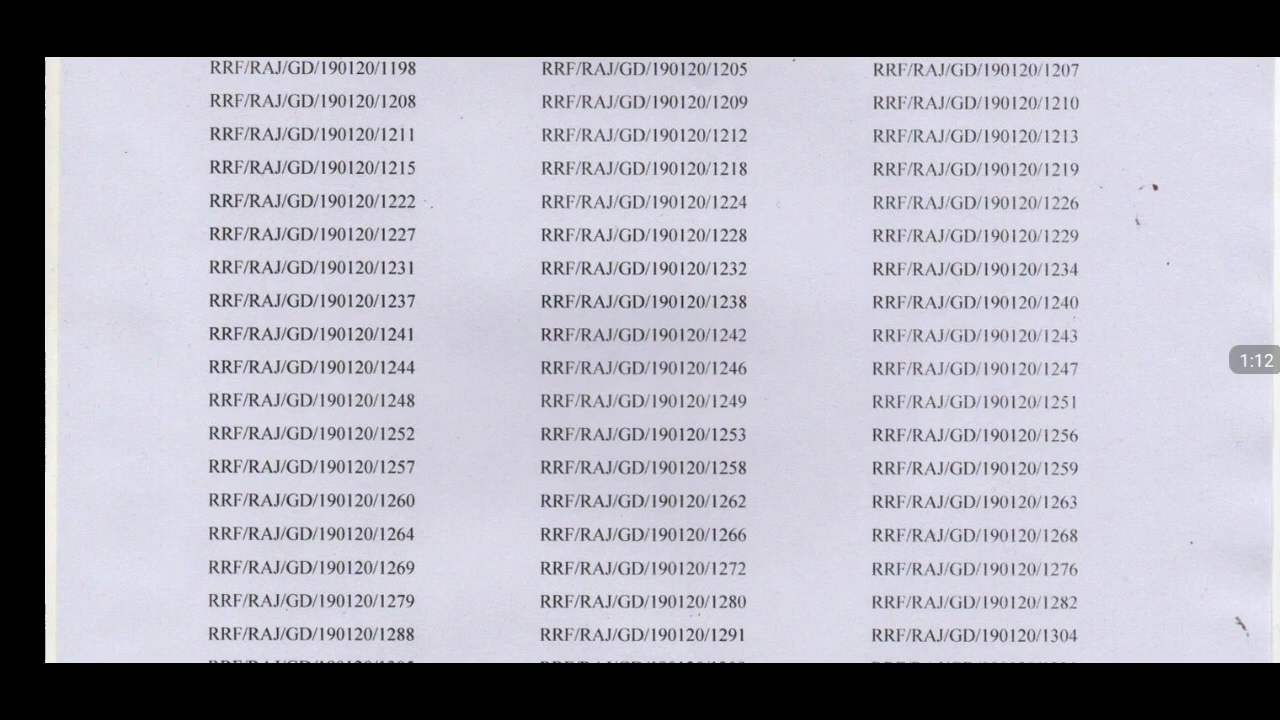 RRF/RAJ/GD/190120/1198 RRF/RAJ/GD/190120/1205 RRF/RAJ/GD/190120/1207
RRF/RAJ/GD/190120/1208 RRF/RAJ/GD/190120/1209 RRF/RAJ/GD/190120/1210
RRF/RAJ/GD/190120/1211 RRF/RAJ/GD/190120/1212 RRF/RAJ/GD/190120/1213
RRF/RAJ/GD/190120/1215 RRF/RAJ/GD/190120/1218 RRF/RAJ/GD/190120/1219
RRF/RAJ/GD/190120/1222 RRF/RAJ/GD/190120/1224 RRF/RAJ/GD/190120/1226
RRF/RAJ/GD/190120/1227 RRF/RAJ/GD/190120/1228 RRF/RAJ/GD/190120/1229
RRF/RAJ/GD/190120/1231 RRF/RAJ/GD/190120/1232 RRF/RAJ/GD/190120/1234
RRF/RAJ/GD/190120/1237 RRF/RAJ/GD/190120/1238 RRF/RAJ/GD/190120/1240
RRF/RAJ/GD/190120/1241 RRF/RAJ/GD/190120/1242 RRF/RAJ/GD/190120/1243
1:12
RRF/RAJ/GD/190120/1244 RRF/RAJ/GD/190120/1246 RRF/RAJ/GD/190120/1247
RRF/RAJ/GD/190120/1248 RRF/RAJ/GD/190120/1249 RRF/RAJ/GD/190120/1251
RRF/RAJ/GD/190120/1252 RRF/RAJ/GD/190120/1253 RRF/RAJ/GD/190120/1256
RRF/RAJ/GD/190120/1257 RRF/RAJ/GD/190120/1258 RRF/RAJ/GD/190120/1259
RRF/RAJ/GD/190120/1260 RRF/RAJ/GD/190120/1262 RRF/RAJ/GD/190120/1263
RRF/RAJ/GD/190120/1264 RRF/RAJ/GD/190120/1266 RRF/RAJ/GD/190120/1268
RRF/RAJ/GD/190120/1269 RRF/RAJ/GD/190120/1272 RRF/RAJ/GD/190120/1276
RRF/RAJ/GD/190120/1279 RRF/RAJ/GD/190120/1280 RRF/RAJ/GD/190120/1282
RRF/RAJ/GD/190120/1288 RRF/RAJ/GD/190120/1291 RRF/RAJ/GD/190120/1304